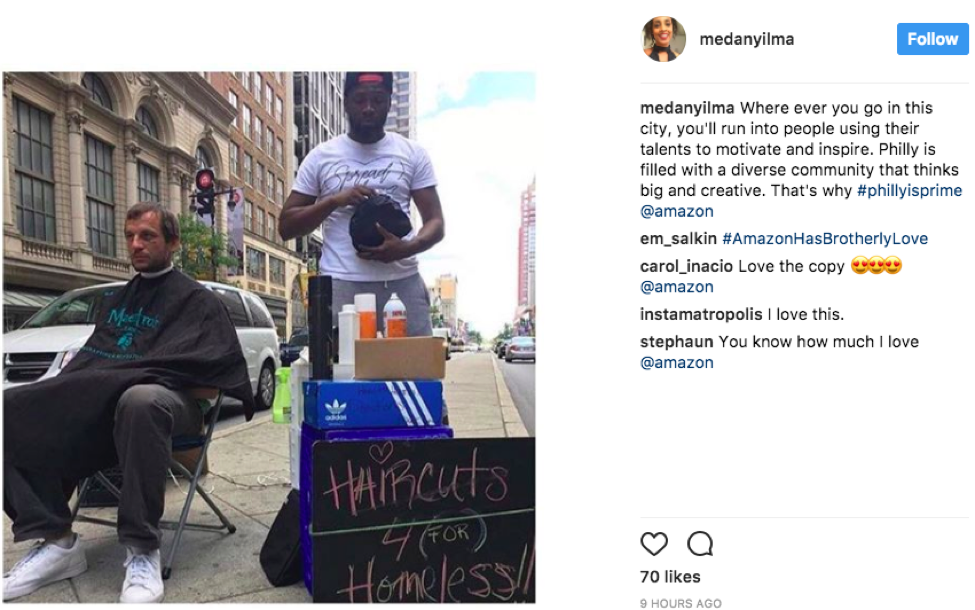 medanyilma
Follow
medanyilma Where ever you go in this
city, you'll run into people using their
talents to motivate and inspire. Philly is
filled with a diverse community that thinks
big and creative. That's why #phillyisprime
@amazon
em_salkin #AmazonHasBrotherlyLove
carol_inacio Love the copy 😍😍😍
@amazon
instamatropolis I love this.
stephaun You know how much I love
@amazon
70 likes
9 HOURS AGO
Spread
adidas
HAIRCuts
4 (FOR)
Homeless!!